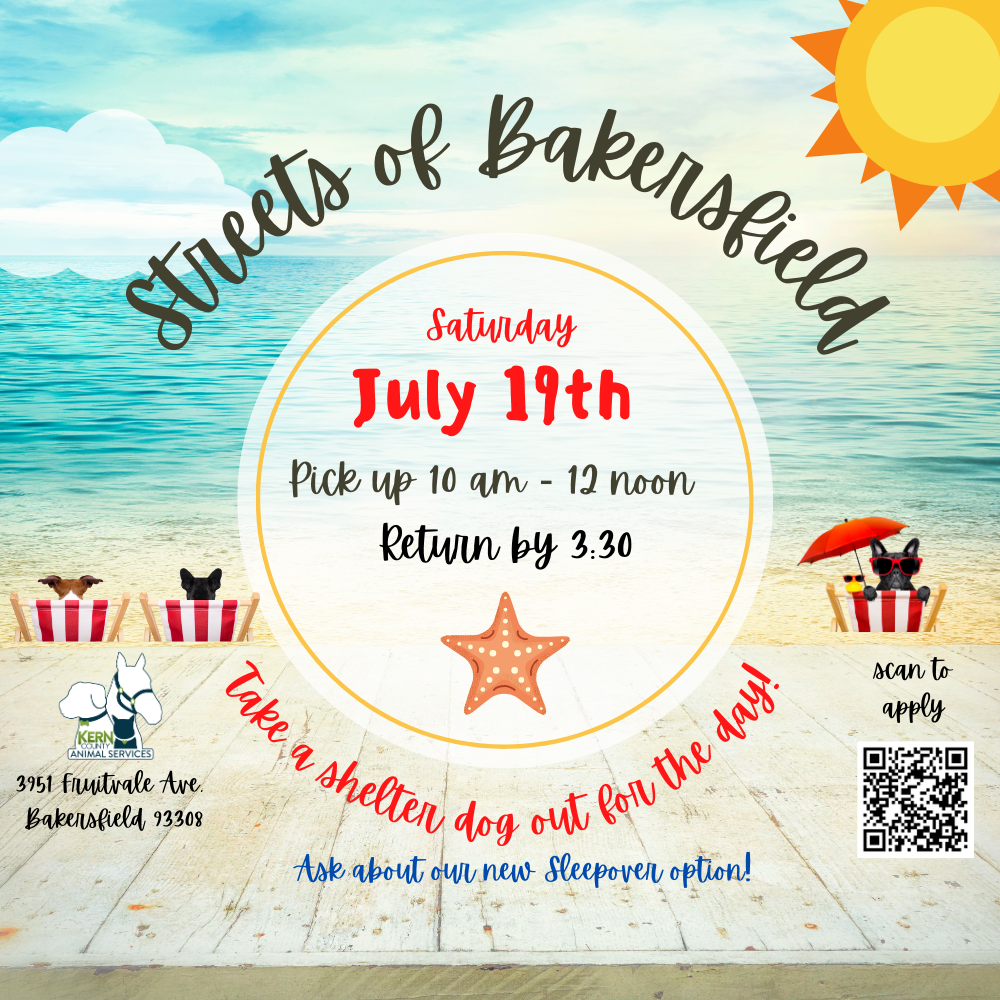 Streets of Bakersfield
Saturday
July 19th
Pick up 10 am - 12 noon
Return by 3:30
Take a shelter dog out for the day!
Ask about our new Sleepover option!
KERN
COUNTY
ANIMAL SERVICES
3951 Fruitvale Ave.
Bakersfield 93308
scan to
apply